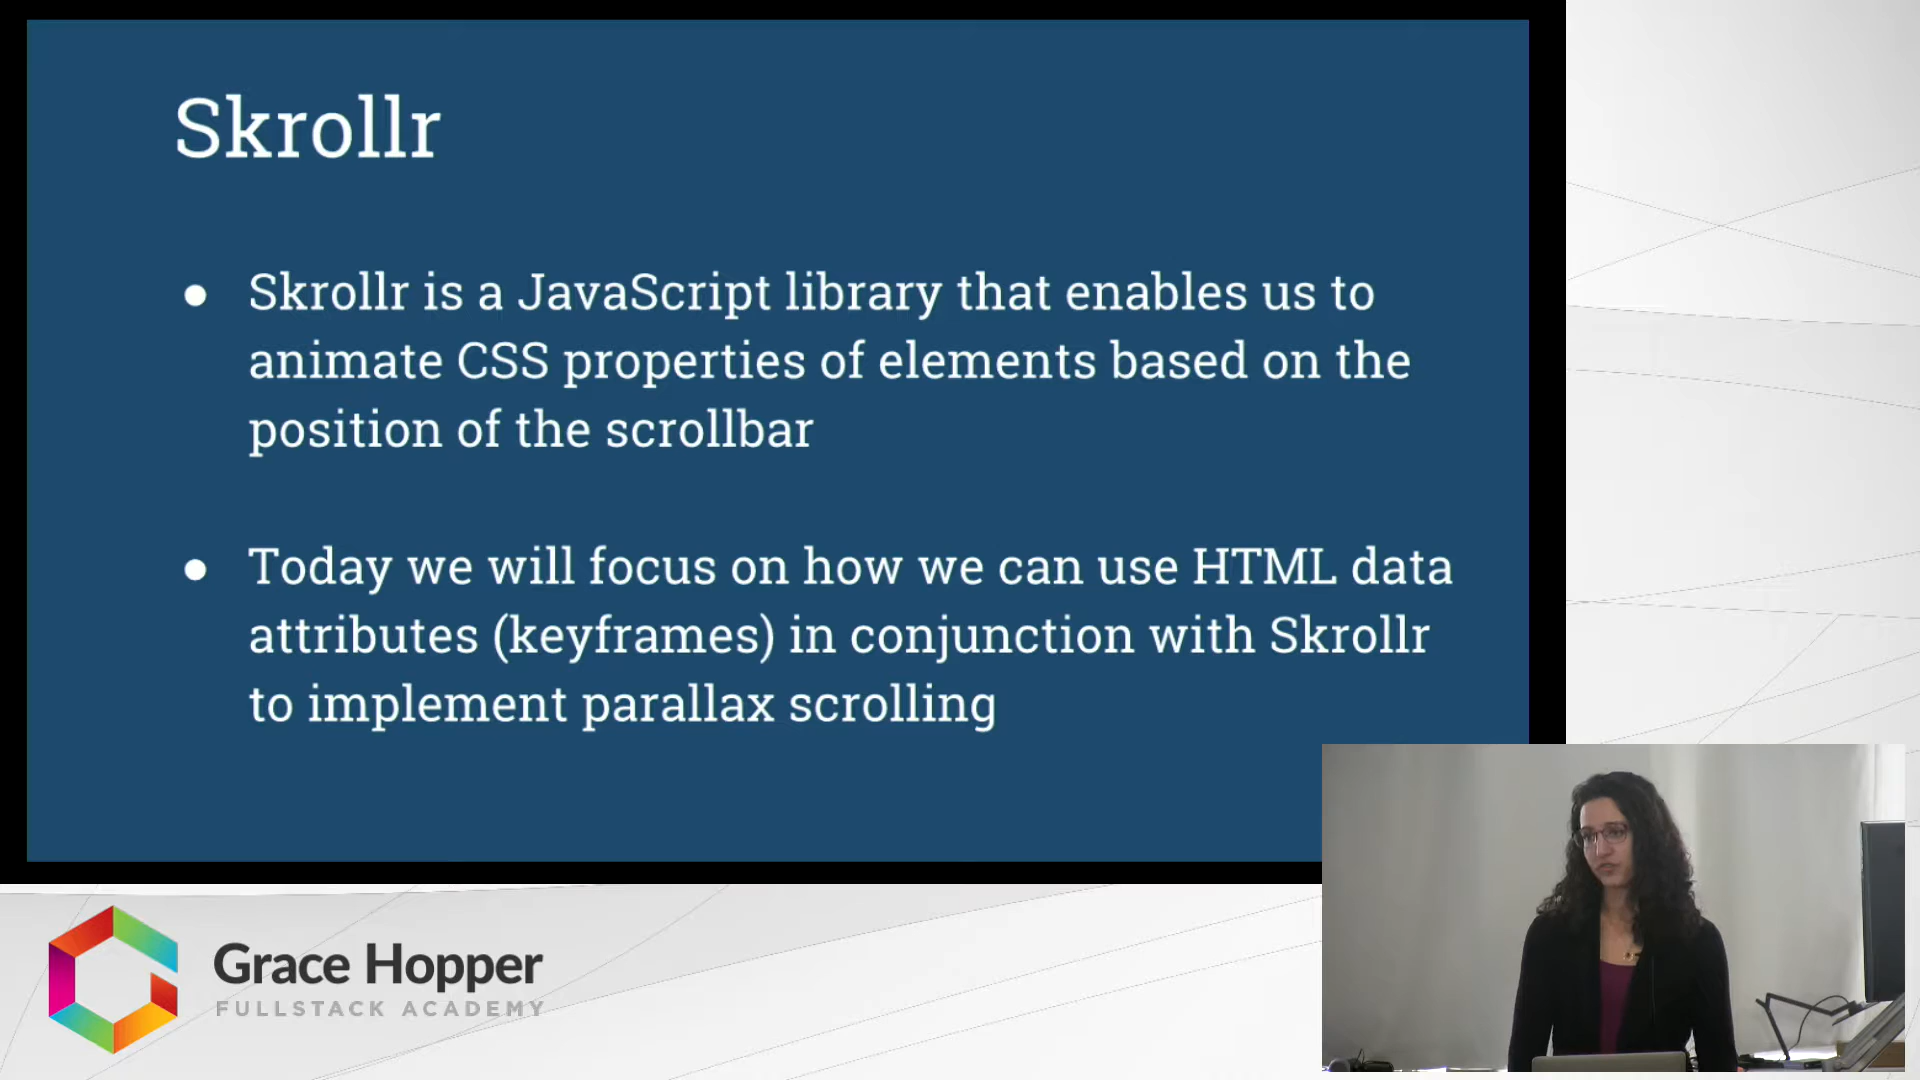 Skrollr
● Skrollr is a JavaScript library that enables us to
animate CSS properties of elements based on the
position of the scrollbar
● Today we will focus on how we can use HTML data
attributes (keyframes) in conjunction with Skrollr
to implement parallax scrolling
Grace Hopper
FULLSTACK ACADEMY